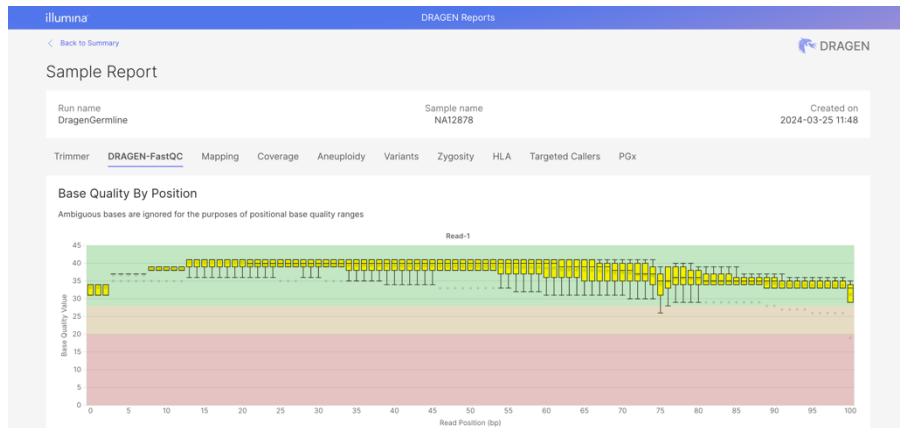 illumina
DRAGEN Reports
Back to Summary
DRAGEN
Sample Report
Run name
Sample name
Created on
DragenGermline
NA12878
2024-03-25 11:48
Trimmer DRAGEN-FastQC Mapping Coverage Aneuploidy Variants Zygosity HLA Targeted Callers PGx
Base Quality By Position
Ambiguous bases are ignored for the purposes of positional base quality ranges
Read-1
45
40
35
30
25
20
15
10
5
0
Base Quality Value
0 5 10 15 20 25 30 35 40 45 50 55 60 65 70 75 80 85 90 95 100
Read Position (bp)